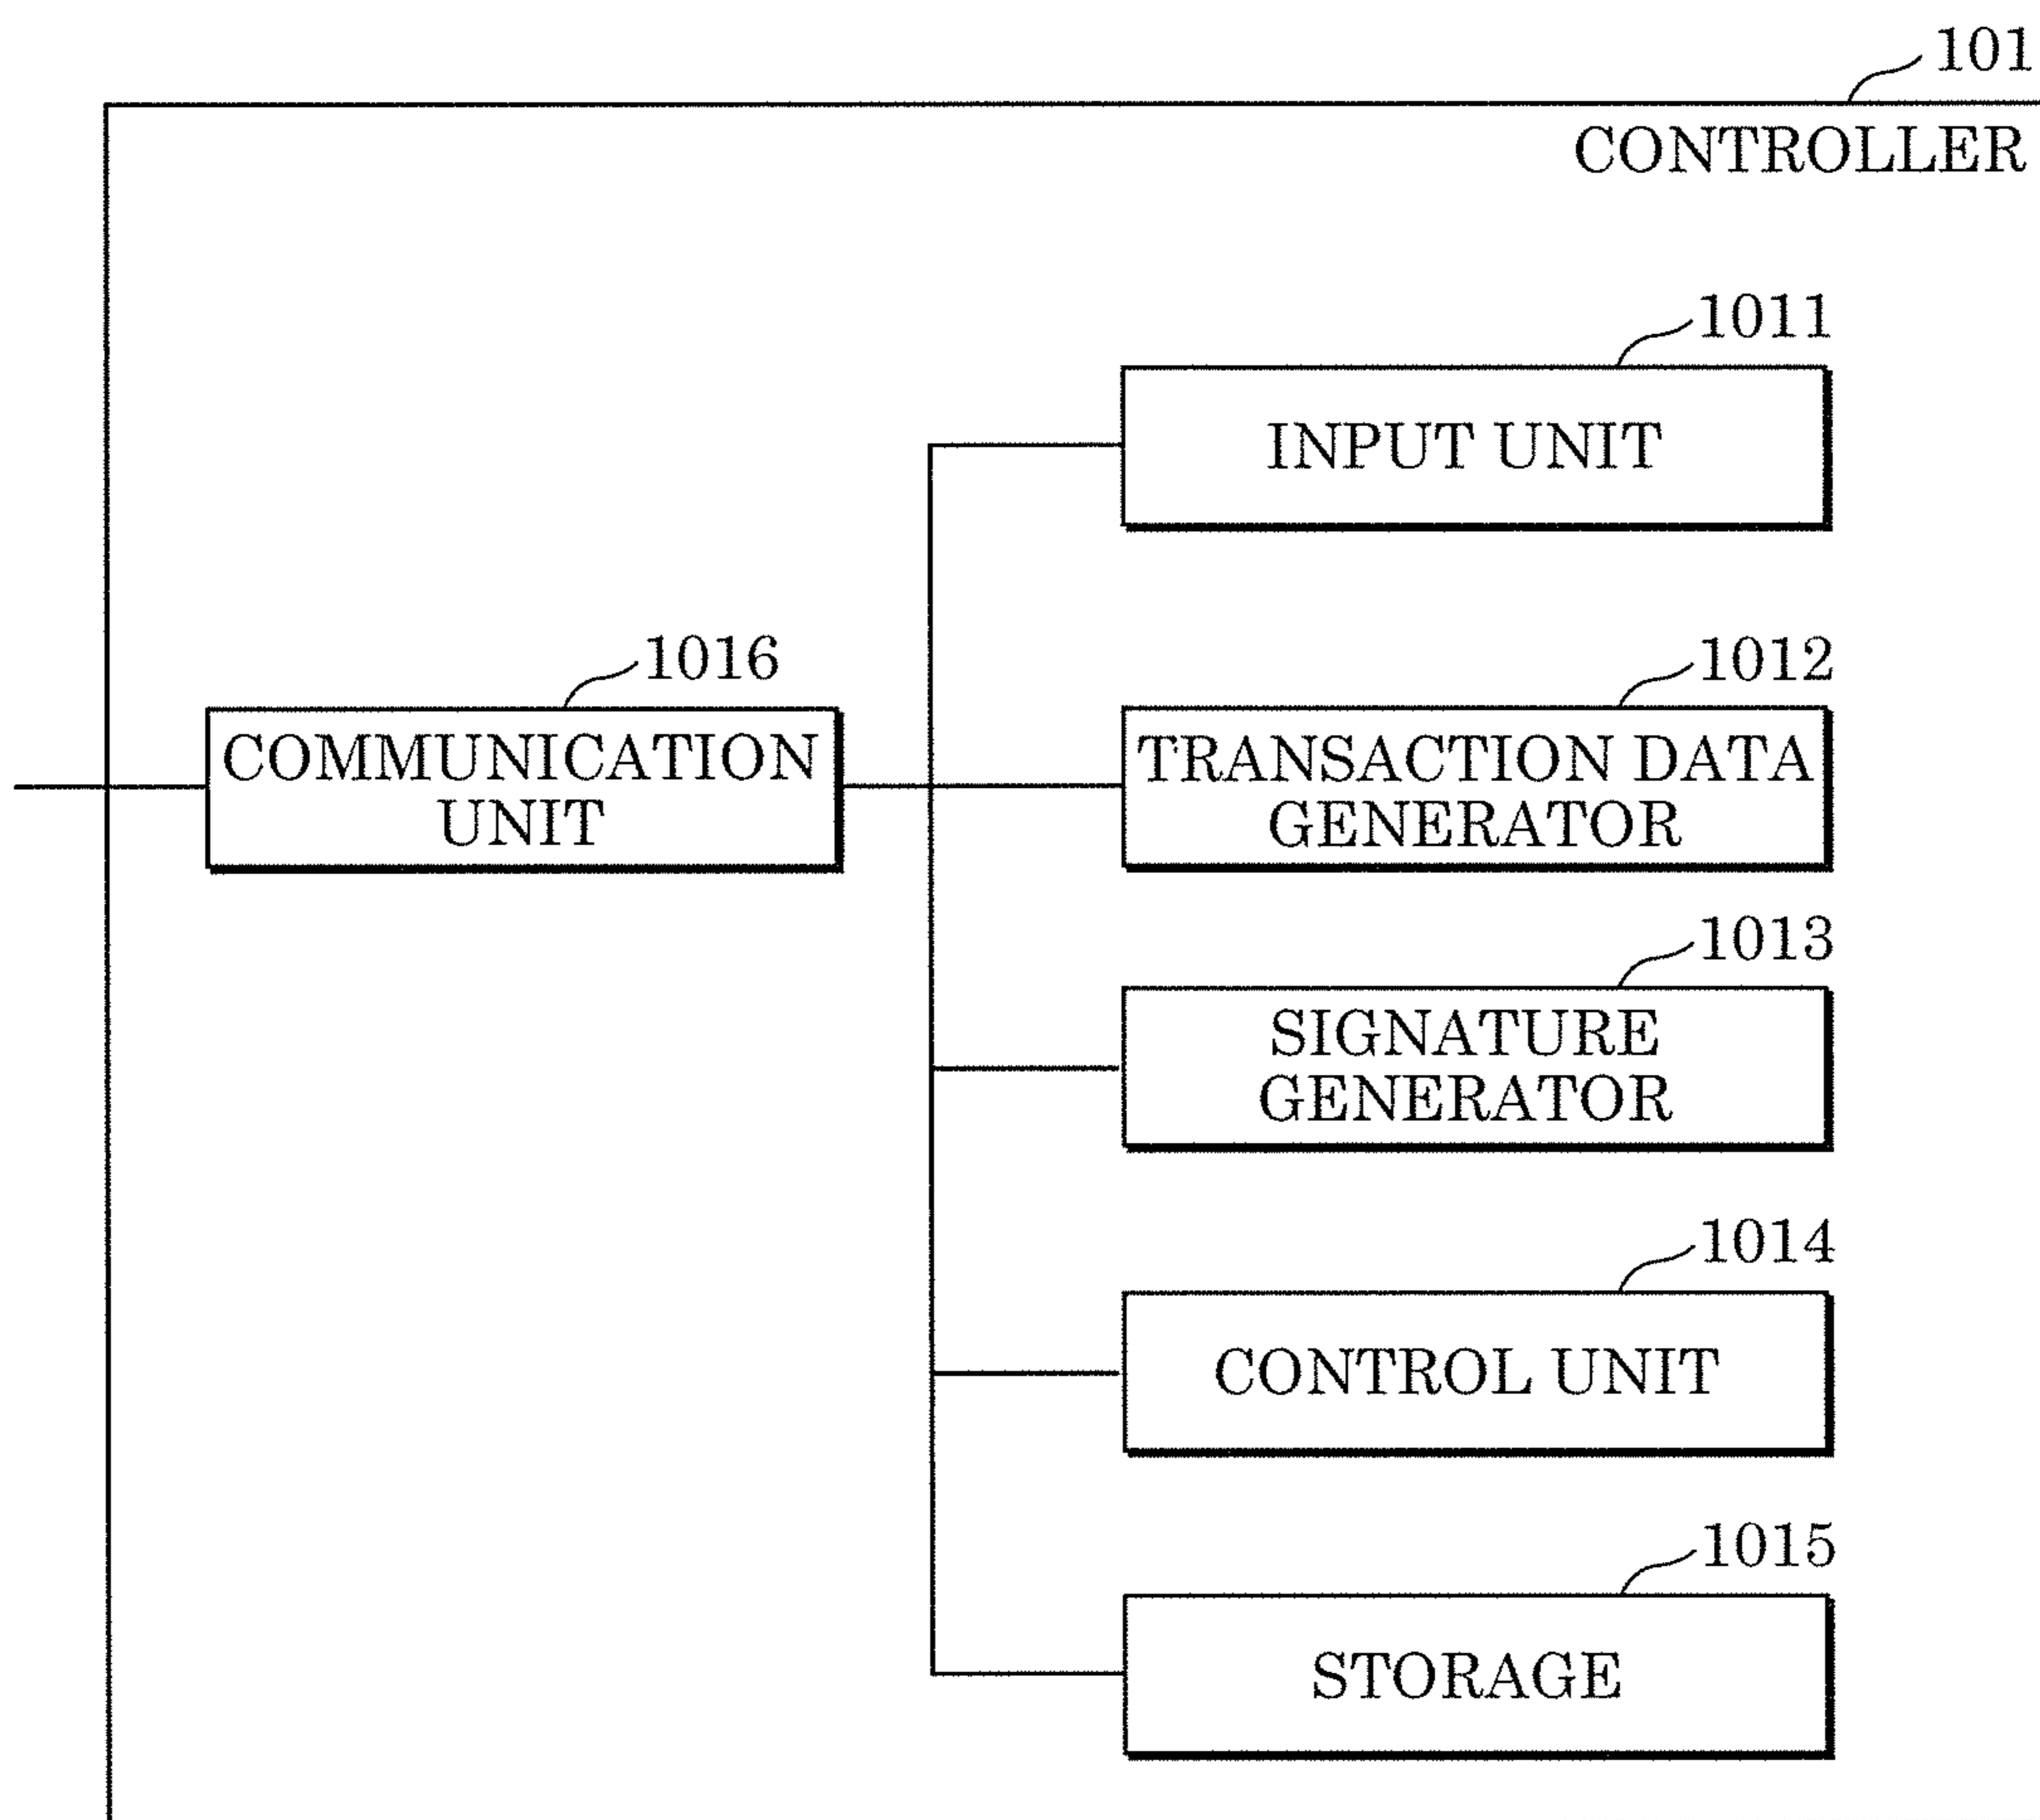 101
CONTROLLER
1011
INPUT UNIT
1016
COMMUNICATION
UNIT
1012
TRANSACTION DATA
GENERATOR
1013
SIGNATURE
GENERATOR
1014
CONTROL UNIT
1015
STORAGE